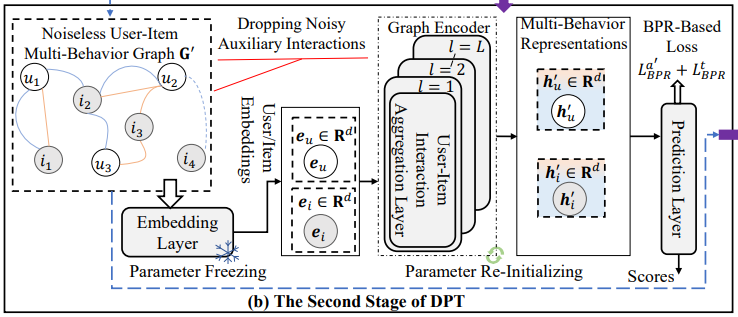 Noiseless User-Item
Multi-Behavior Graph G′
u₁
u₂
i₂
i₃
i₁
u₃
i₄
Dropping Noisy
Auxiliary Interactions
Embedding
Layer
Parameter Freezing
User/Item
Embeddings
e_u ∈ R^d
e_u
e_i ∈ R^d
e_i
Graph Encoder
l = L
l = 2
l = 1
User-Item
Interaction
Aggregation Layer
Parameter Re-Initializing
Multi-Behavior
Representations
h′_u ∈ R^d
h′_u
h′_i ∈ R^d
h′_i
BPR-Based
Loss
L^{a′}_{BPR} + L^t_{BPR}
Prediction Layer
Scores
(b) The Second Stage of DPT